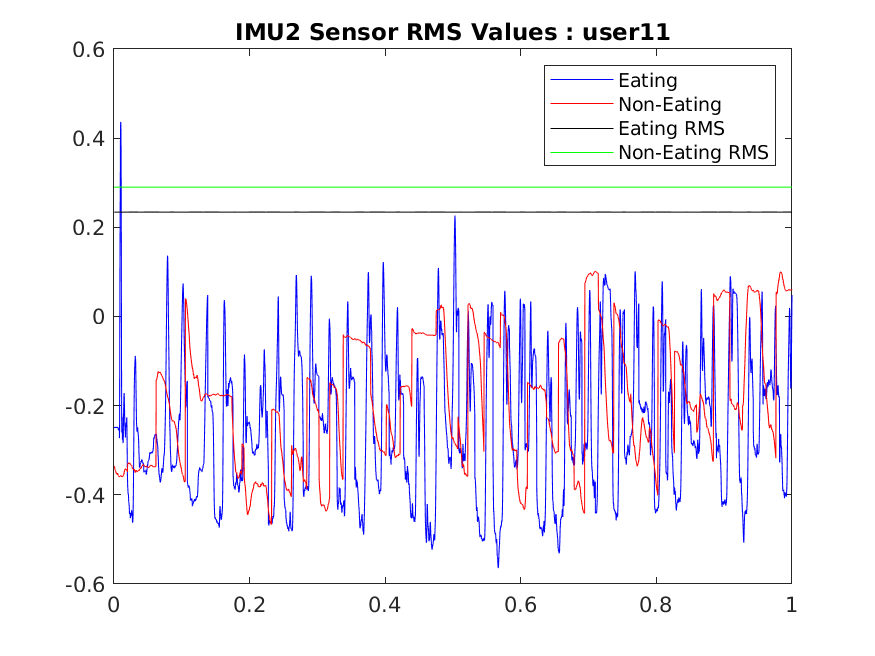 IMU2 Sensor RMS Values : user11
0.6
0.4
0.2
0
-0.2
-0.4
-0.6
Eating
Non-Eating
Eating RMS
Non-Eating RMS
0 0.2 0.4 0.6 0.8 1